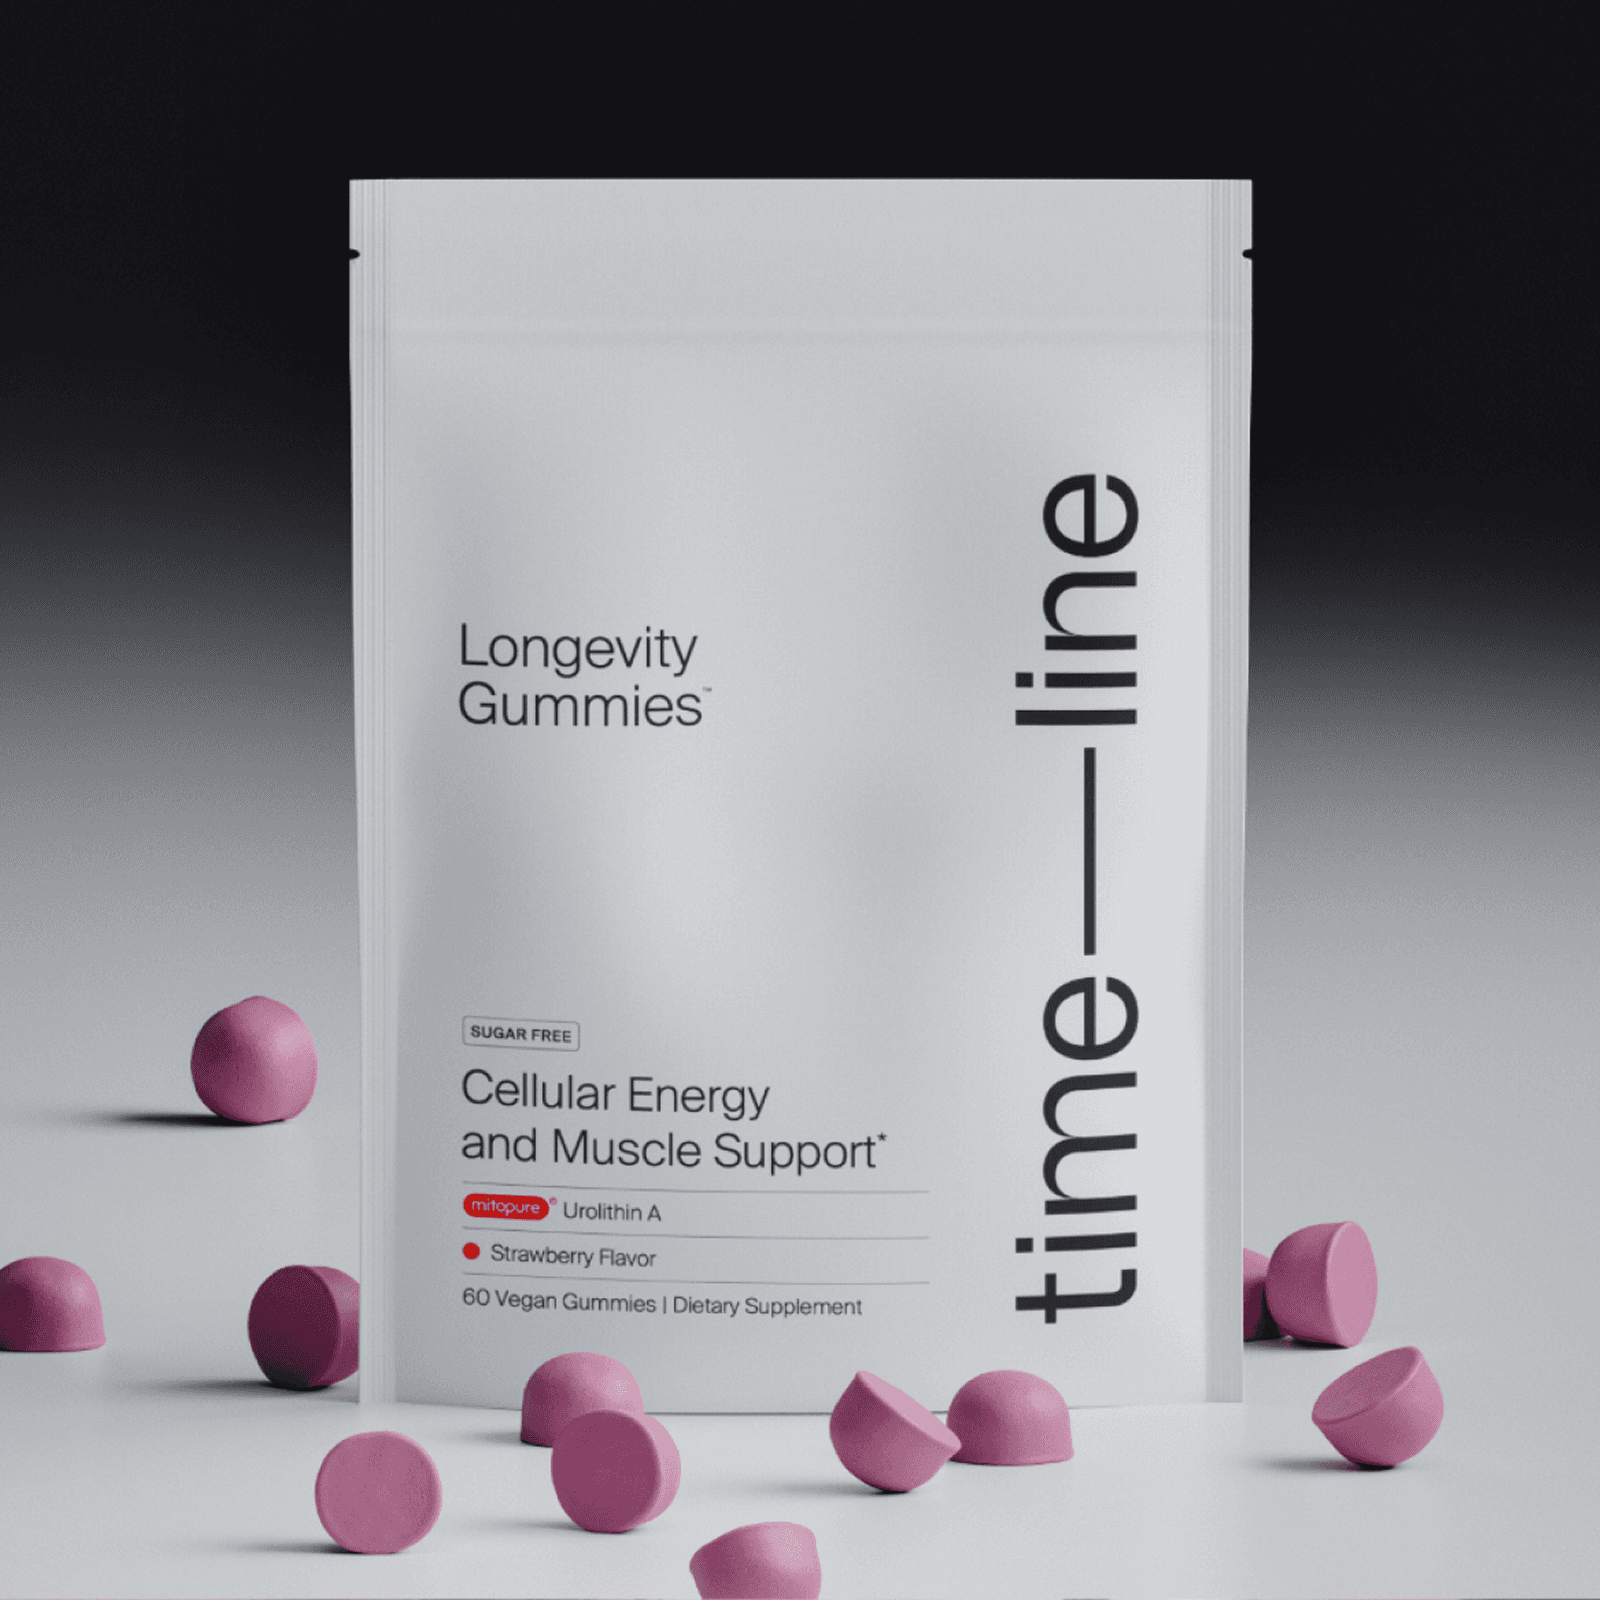 Longevity
Gummies™
time—line
SUGAR FREE
Cellular Energy
and Muscle Support*
mitopure® Urolithin A
Strawberry Flavor
60 Vegan Gummies | Dietary Supplement